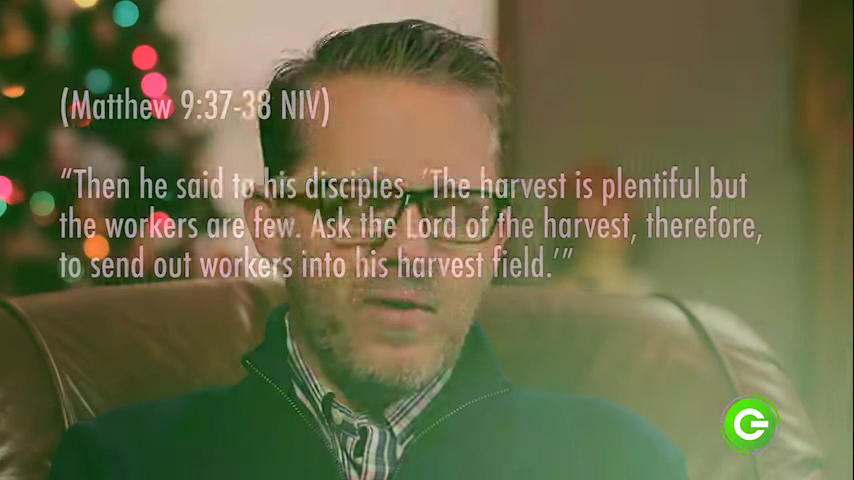 (Matthew 9:37-38 NIV)
“Then he said to his disciples, ‘The harvest is plentiful but
the workers are few. Ask the Lord of the harvest, therefore,
to send out workers into his harvest field.’”